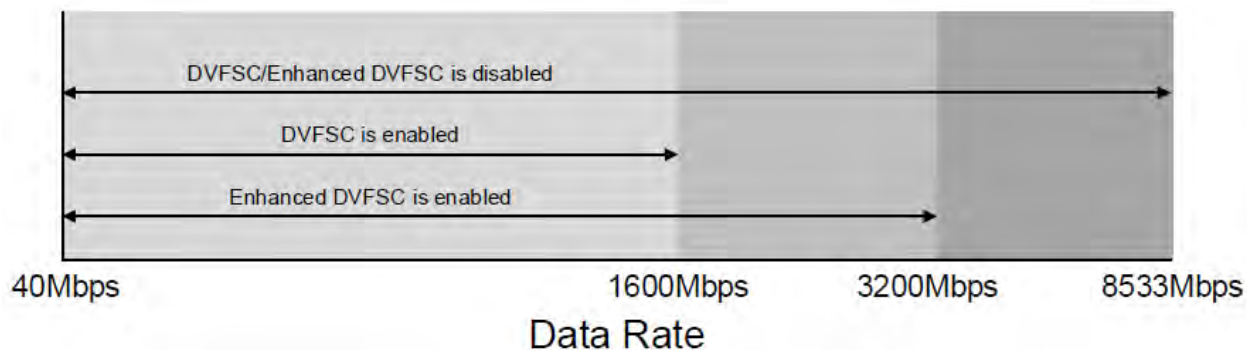 DVFSC/Enhanced DVFSC is disabled
DVFSC is enabled
Enhanced DVFSC is enabled
40Mbps 1600Mbps 3200Mbps 8533Mbps
Data Rate